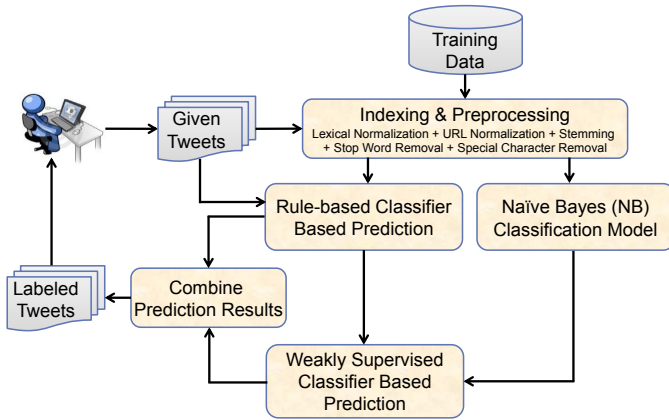 Training
Data
Given
Tweets
Indexing & Preprocessing
Lexical Normalization + URL Normalization + Stemming
+ Stop Word Removal + Special Character Removal
Rule-based Classifier
Based Prediction
Naïve Bayes (NB)
Classification Model
Labeled
Tweets
Combine
Prediction Results
Weakly Supervised
Classifier Based
Prediction